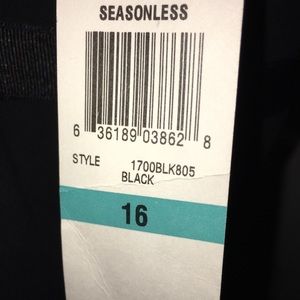 SEASONLESS
6 36189 03862 8
STYLE 1700BLK805
BLACK
16